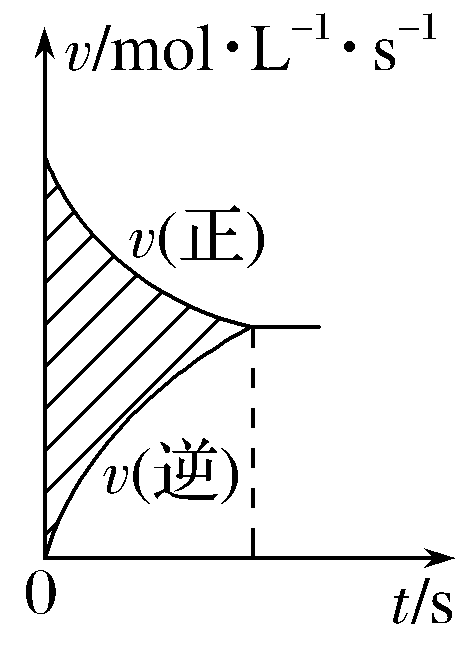 v/mol·L⁻¹·s⁻¹
v(正)
v(逆)
0
t/s